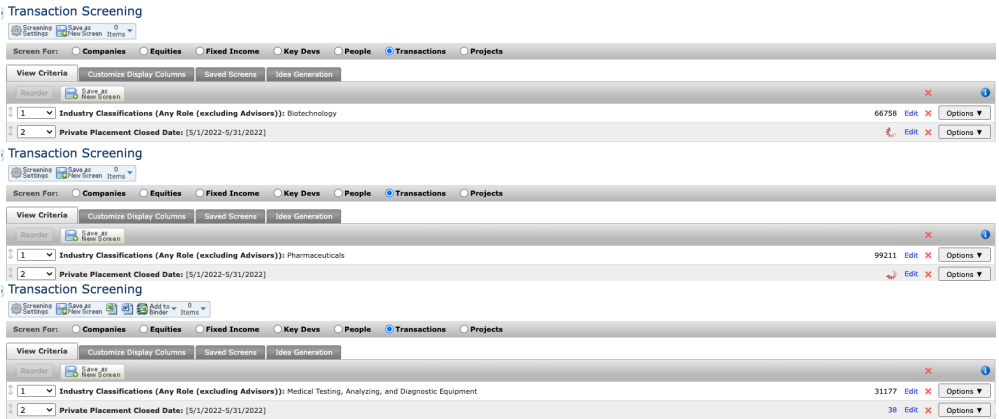 Transaction Screening
Screening Settings Save as New Screen 0 Items
Screen For: Companies Equities Fixed Income Key Devs People Transactions Projects
View Criteria Customize Display Columns Saved Screens Idea Generation
Reorder Save as New Screen
1 Industry Classifications (Any Role (excluding Advisors)): Biotechnology 66758 Edit Options ▼
2 Private Placement Closed Date: [5/1/2022-5/31/2022] Edit Options ▼
Transaction Screening
Screening Settings Save as New Screen 0 Items
Screen For: Companies Equities Fixed Income Key Devs People Transactions Projects
View Criteria Customize Display Columns Saved Screens Idea Generation
Reorder Save as New Screen
1 Industry Classifications (Any Role (excluding Advisors)): Pharmaceuticals 99211 Edit Options ▼
2 Private Placement Closed Date: [5/1/2022-5/31/2022] Edit Options ▼
Transaction Screening
Screening Settings Save as New Screen Add to Binder 0 Items
Screen For: Companies Equities Fixed Income Key Devs People Transactions Projects
View Criteria Customize Display Columns Saved Screens Idea Generation
Reorder Save as New Screen
1 Industry Classifications (Any Role (excluding Advisors)): Medical Testing, Analyzing, and Diagnostic Equipment 31177 Edit Options ▼
2 Private Placement Closed Date: [5/1/2022-5/31/2022] 38 Edit Options ▼